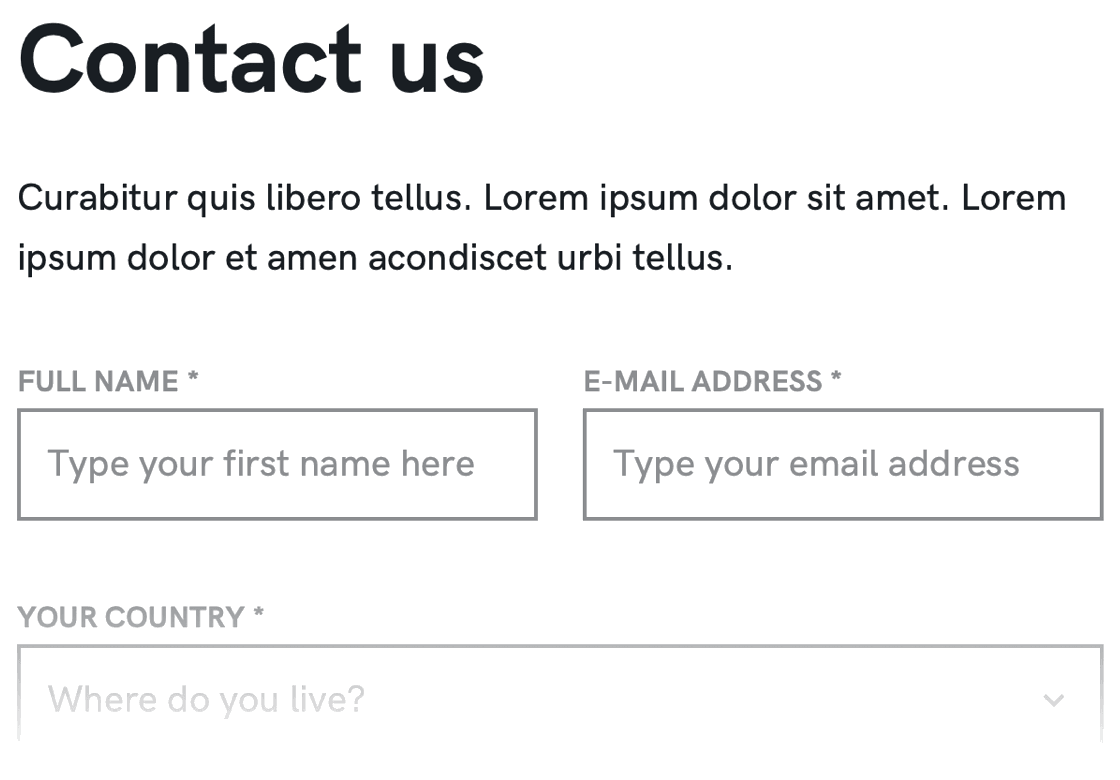 Contact us
Curabitur quis libero tellus. Lorem ipsum dolor sit amet. Lorem
ipsum dolor et amen acondiscet urbi tellus.
FULL NAME * E-MAIL ADDRESS *
Type your first name here Type your email address
YOUR COUNTRY *
Where do you live?